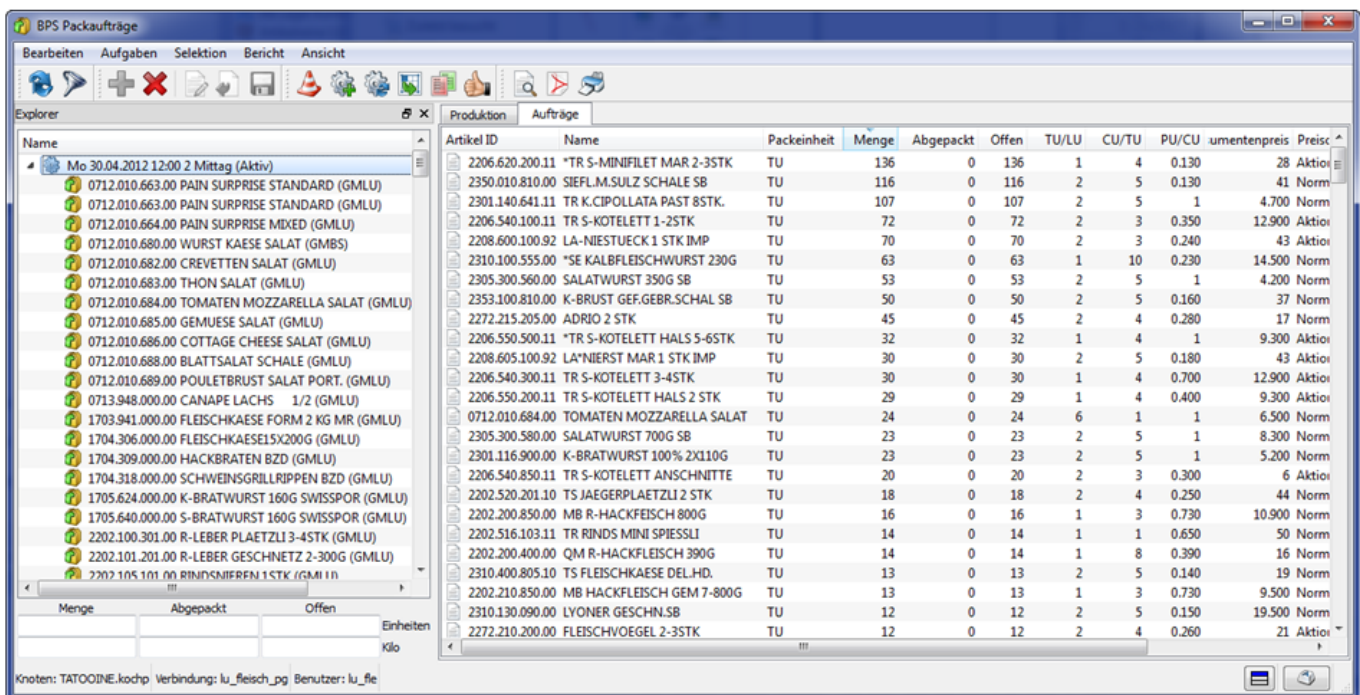 BPS Packaufträge
Bearbeiten Aufgaben Selektion Bericht Ansicht
Explorer
Name
Mo 30.04.2012 12:00 2 Mittag (Aktiv)
0712.010.663.00 PAIN SURPRISE STANDARD (GMLU)
0712.010.663.00 PAIN SURPRISE STANDARD (GMLU)
0712.010.664.00 PAIN SURPRISE MIXED (GMLU)
0712.010.680.00 WURST KAESE SALAT (GMBS)
0712.010.682.00 CREVETTEN SALAT (GMLU)
0712.010.683.00 THON SALAT (GMLU)
0712.010.684.00 TOMATEN MOZZARELLA SALAT (GMLU)
0712.010.685.00 GEMUESE SALAT (GMLU)
0712.010.686.00 COTTAGE CHEESE SALAT (GMLU)
0712.010.688.00 BLATTSALAT SCHALE (GMLU)
0712.010.689.00 POULETBRUST SALAT PORT. (GMLU)
0713.948.000.00 CANAPE LACHS 1/2 (GMLU)
1703.941.000.00 FLEISCHKAESE FORM 2 KG MR (GMLU)
1704.306.000.00 FLEISCHKAESE15X200G (GMLU)
1704.309.000.00 HACKBRATEN BZD (GMLU)
1704.318.000.00 SCHWEINSGRILLRIPPEN BZD (GMLU)
1705.624.000.00 K-BRATWURST 160G SWISSPOR (GMLU)
1705.640.000.00 S-BRATWURST 160G SWISSPOR (GMLU)
2202.100.301.00 R-LEBER PLAETZLI 3-4STK (GMLU)
2202.101.201.00 R-LEBER GESCHNETZ 2-300G (GMLU)
2202.105.101.00 RINDSNIEREN 1STK (GMLU)
Menge Abgepackt Offen
Einheiten
Kilo
Produktion Aufträge
Artikel ID Name Packeinheit Menge Abgepackt Offen TU/LU CU/TU PU/CU umentenpreis Preisc
2206.620.200.11 *TR S-MINIFILET MAR 2-3STK TU 136 0 136 1 4 0.130 28 Aktio
2350.010.810.00 SIEFL.M.SULZ SCHALE SB TU 116 0 116 2 5 0.130 41 Norm
2301.140.641.11 TR K.CIPOLLATA PAST 8STK. TU 107 0 107 2 5 1 4.700 Norm
2206.540.100.11 TR S-KOTELETT 1-2STK TU 72 0 72 2 3 0.350 12.900 Aktio
2208.600.100.92 LA-NIESTUECK 1 STK IMP TU 70 0 70 2 3 0.240 43 Aktio
2310.100.555.00 *SE KALBFLEISCHWURST 230G TU 63 0 63 1 10 0.230 14.500 Norm
2305.300.560.00 SALATWURST 350G SB TU 53 0 53 2 5 1 4.200 Norm
2353.100.810.00 K-BRUST GEF.GEBR.SCHAL SB TU 50 0 50 2 5 0.160 37 Norm
2272.215.205.00 ADRIO 2 STK TU 45 0 45 2 4 0.280 17 Norm
2206.550.500.11 *TR S-KOTELETT HALS 5-6STK TU 32 0 32 1 4 1 9.300 Aktio
2208.605.100.92 LA*NIERST MAR 1 STK IMP TU 30 0 30 2 5 0.180 43 Aktio
2206.540.300.11 TR S-KOTELETT 3-4STK TU 30 0 30 1 4 0.700 12.900 Aktio
2206.550.200.11 TR S-KOTELETT HALS 2 STK TU 29 0 29 1 4 0.400 9.300 Aktio
0712.010.684.00 TOMATEN MOZZARELLA SALAT TU 24 0 24 6 1 1 6.500 Norm
2305.300.580.00 SALATWURST 700G SB TU 23 0 23 2 5 1 8.300 Norm
2301.116.900.00 K-BRATWURST 100% 2X110G TU 23 0 23 2 5 1 5.200 Norm
2206.540.850.11 TR S-KOTELETT ANSCHNITTE TU 20 0 20 2 3 0.300 6 Aktio
2202.520.201.10 TS JAEGERPLAETZLI 2 STK TU 18 0 18 2 4 0.250 44 Norm
2202.200.850.00 MB R-HACKFEISCH 800G TU 16 0 16 1 3 0.730 10.900 Norm
2202.516.103.11 TR RINDS MINI SPIESSLI TU 14 0 14 1 1 0.650 50 Norm
2202.200.400.00 QM R-HACKFLEISCH 390G TU 14 0 14 1 8 0.390 16 Norm
2310.400.805.10 TS FLEISCHKAESE DEL.HD. TU 13 0 13 2 5 0.140 19 Norm
2202.210.850.00 MB HACKFLEISCH GEM 7-800G TU 13 0 13 1 3 0.730 9.500 Norm
2310.130.090.00 LYONER GESCHN.SB TU 12 0 12 2 5 0.150 19.500 Norm
2272.210.200.00 FLEISCHVOEGEL 2-3STK TU 12 0 12 2 4 0.260 21 Aktio
Knoten: TATOOINE.kochp Verbindung: lu_fleisch_pg Benutzer: lu_fle